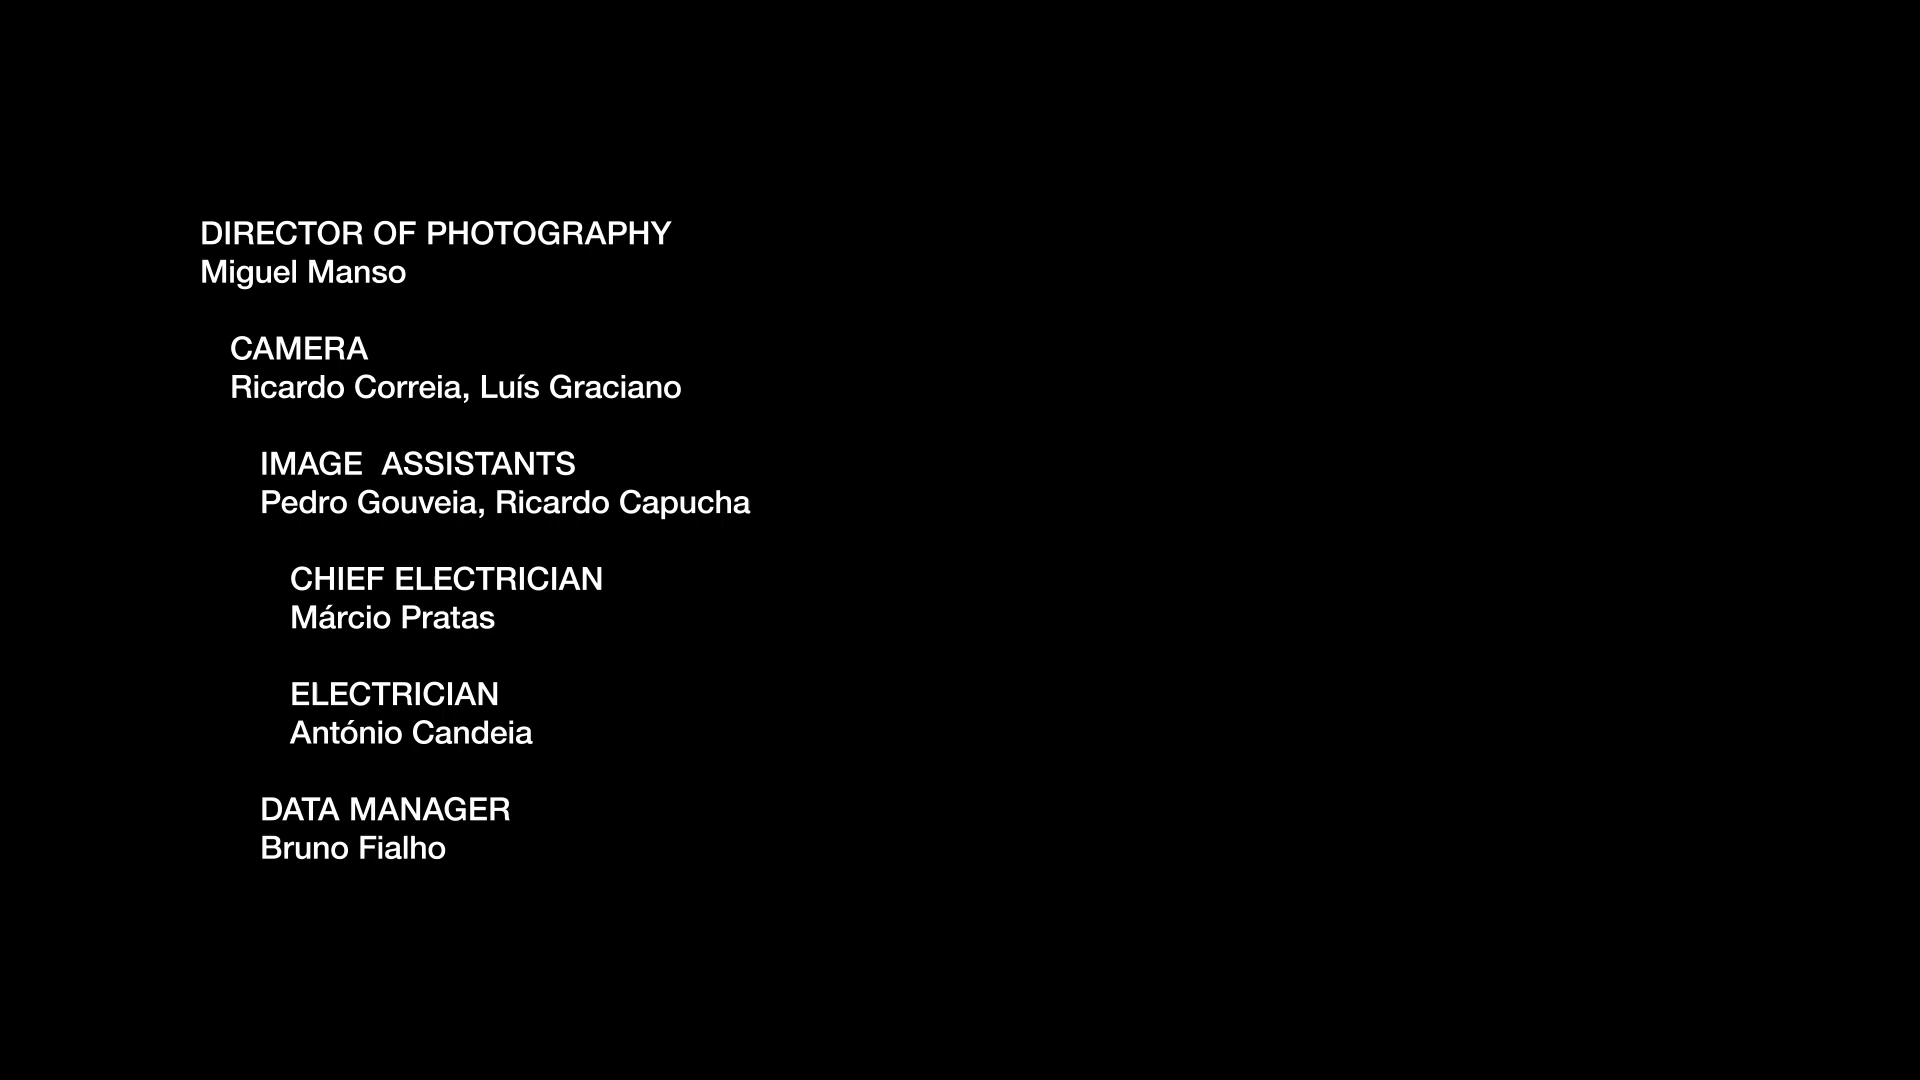 DIRECTOR OF PHOTOGRAPHY
Miguel Manso
CAMERA
Ricardo Correia, Luís Graciano
IMAGE  ASSISTANTS
Pedro Gouveia, Ricardo Capucha
CHIEF ELECTRICIAN
Márcio Pratas
ELECTRICIAN
António Candeia
DATA MANAGER
Bruno Fialho